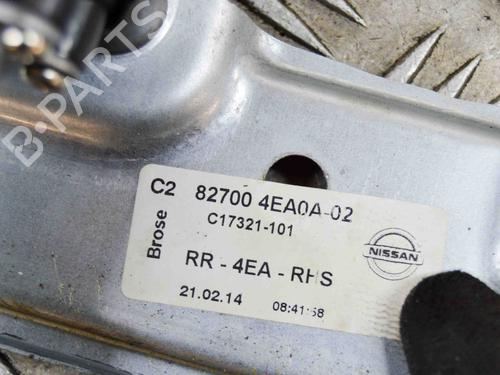 B-PARTS
C2 82700 4EA0A-02
C17321-101
Brose
NISSAN
RR - 4EA - RHS
21.02.14 08:41:58